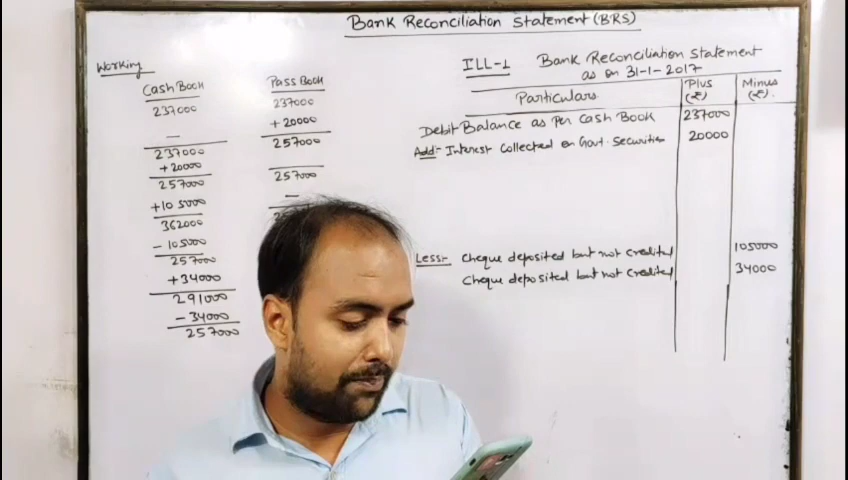 Bank Reconciliation Statement (BRS)
Working
Cash Book
237000
—
237000
+20000
257000
+105000
362000
- 105000
257000
+34000
291000
- 34000
257000
Pass Book
237000
+ 20000
257000
257000
—
ILL-1 Bank Reconciliation Statement
as on 31-1-2017
Particulars Plus (₹) Minus (₹)
Debit Balance as Per Cash Book 237000
Add:- Interest Collected on Govt. Securities 20000
Less:- Cheque deposited but not credited 105000
Cheque deposited but not credited 34000